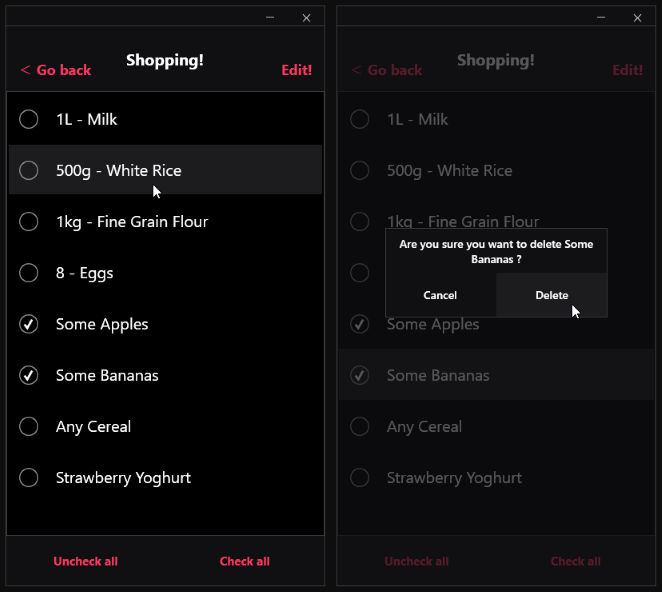 Shopping!
< Go back
Edit!
1L - Milk
500g - White Rice
1kg - Fine Grain Flour
8 - Eggs
Some Apples
Some Bananas
Any Cereal
Strawberry Yoghurt
Uncheck all
Check all
Shopping!
< Go back
Edit!
1L - Milk
500g - White Rice
1kg - Fine Grain Flour
Are you sure you want to delete Some
Bananas ?
Cancel
Delete
Some Apples
Some Bananas
Any Cereal
Strawberry Yoghurt
Uncheck all
Check all